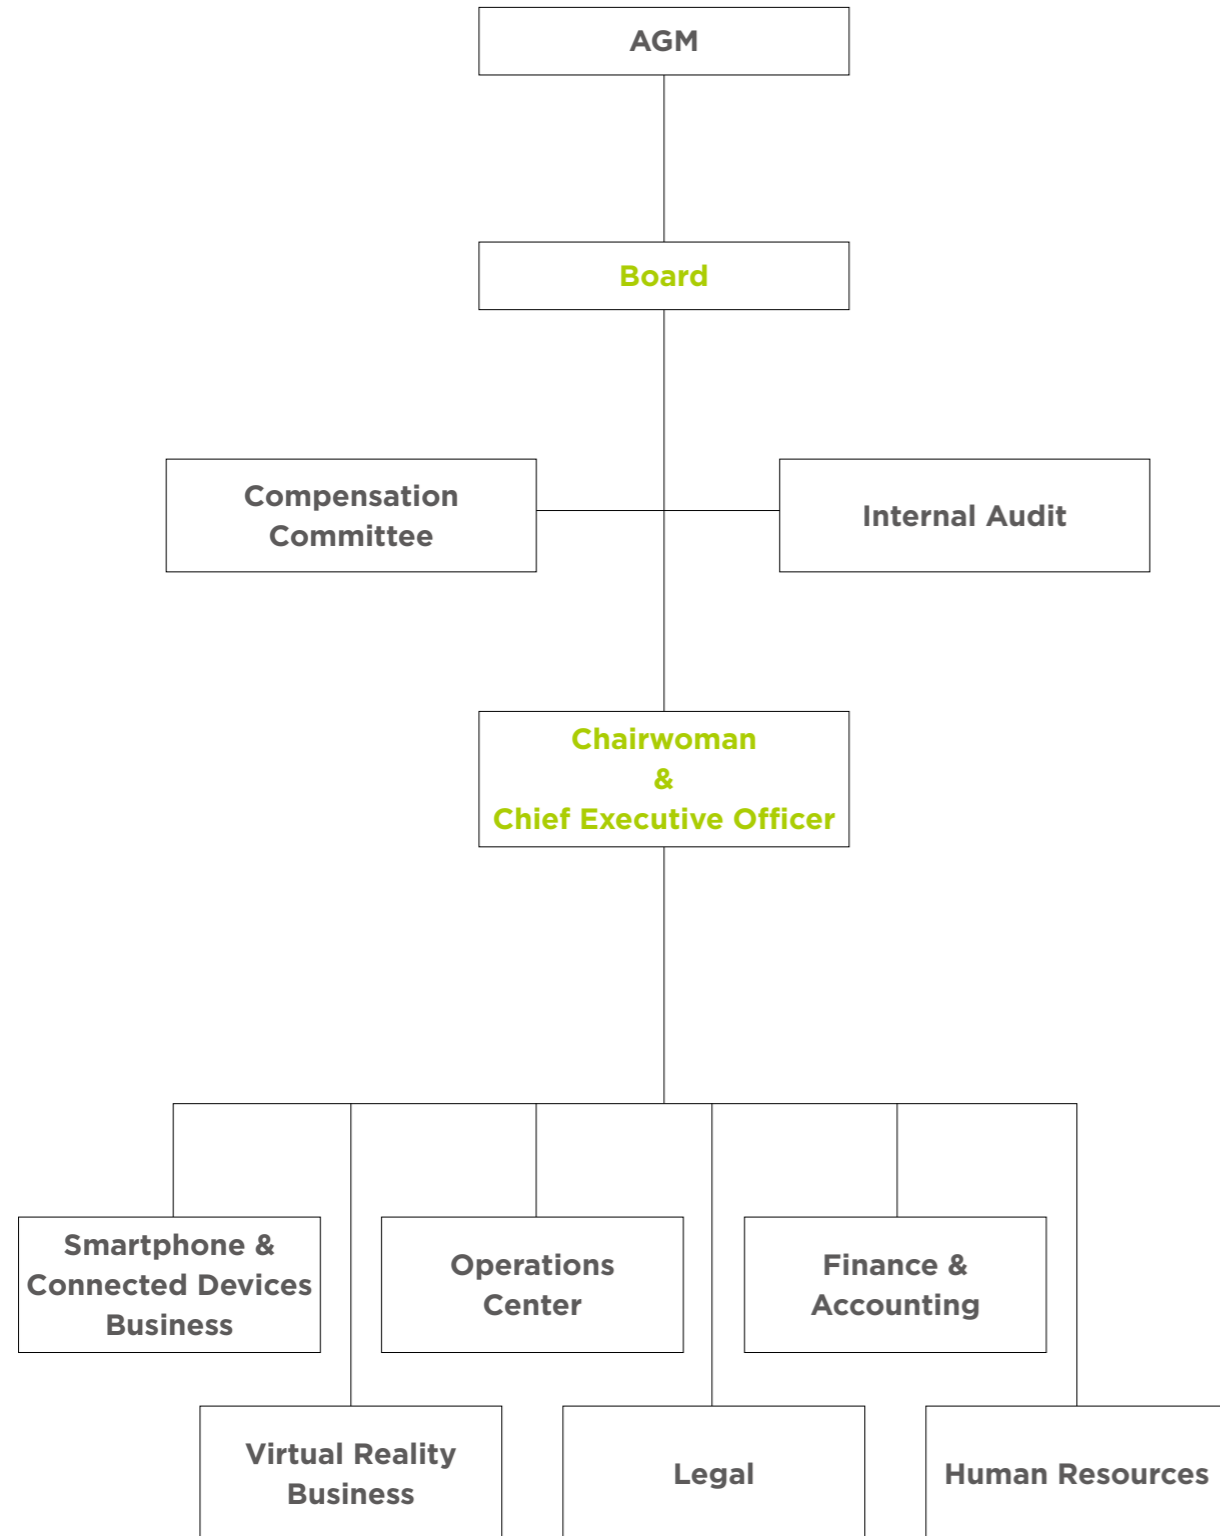 AGM
Board
Compensation
Committee
Internal Audit
Chairwoman
&
Chief Executive Officer
Smartphone &
Connected Devices
Business
Operations
Center
Finance &
Accounting
Virtual Reality
Business
Legal
Human Resources